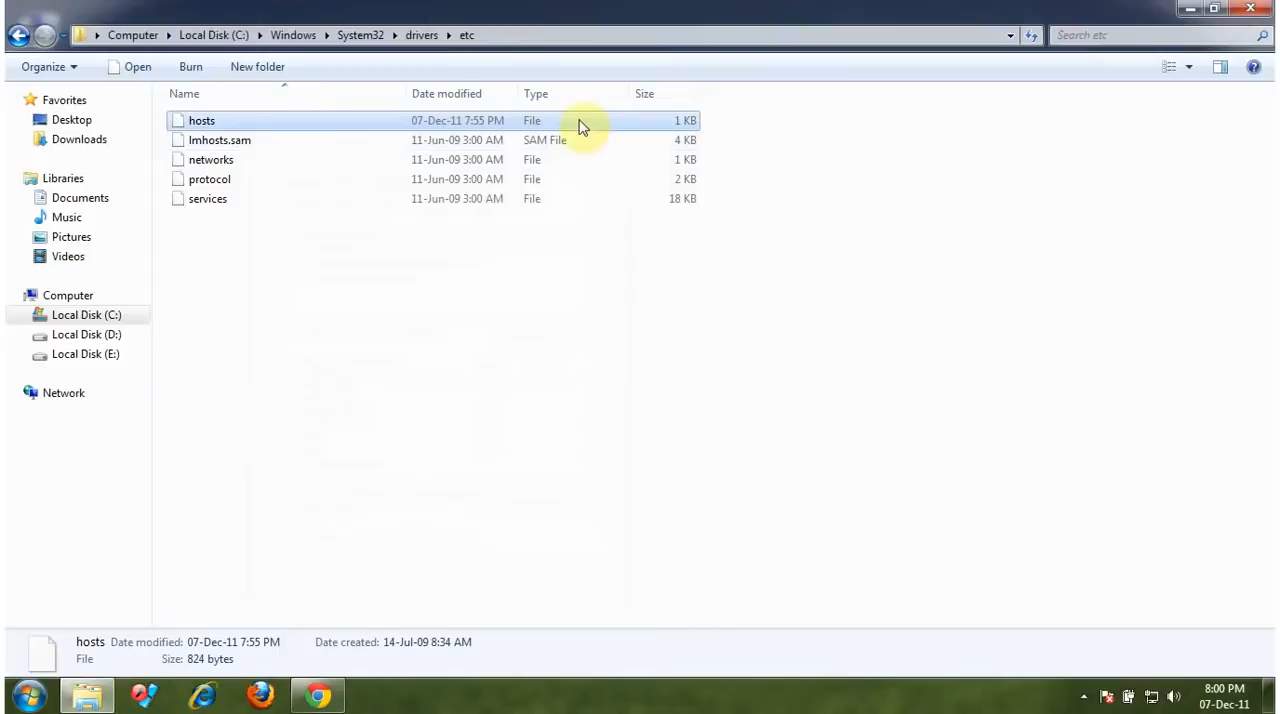 Computer Local Disk (C:) Windows System32 drivers etc Search etc
Organize Open Burn New folder
Name Date modified Type Size
Favorites
Desktop
Downloads
Libraries
Documents
Music
Pictures
Videos
Computer
Local Disk (C:)
Local Disk (D:)
Local Disk (E:)
Network
hosts 07-Dec-11 7:55 PM File 1 KB
lmhosts.sam 11-Jun-09 3:00 AM SAM File 4 KB
networks 11-Jun-09 3:00 AM File 1 KB
protocol 11-Jun-09 3:00 AM File 2 KB
services 11-Jun-09 3:00 AM File 18 KB
hosts Date modified: 07-Dec-11 7:55 PM Date created: 14-Jul-09 8:34 AM
File Size: 824 bytes
8:00 PM
07-Dec-11